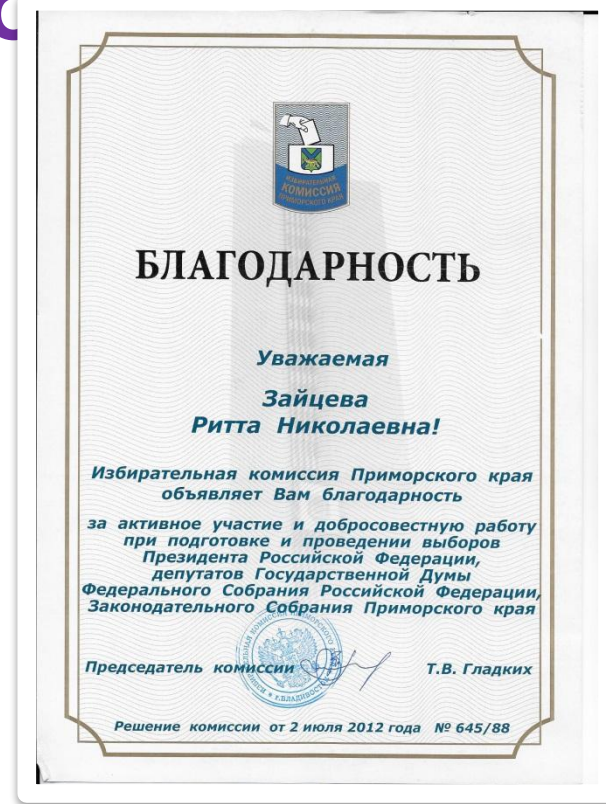 ИЗБИРАТЕЛЬНАЯ
КОМИССИЯ
ПРИМОРСКОГО КРАЯ
БЛАГОДАРНОСТЬ
Уважаемая
Зайцева
Ритта Николаевна!
Избирательная комиссия Приморского края
объявляет Вам благодарность
за активное участие и добросовестную работу
при подготовке и проведении выборов
Президента Российской Федерации,
депутатов Государственной Думы
Федерального Собрания Российской Федерации,
Законодательного Собрания Приморского края
Председатель комиссии Т.В. Гладких
Решение комиссии от 2 июля 2012 года № 645/88